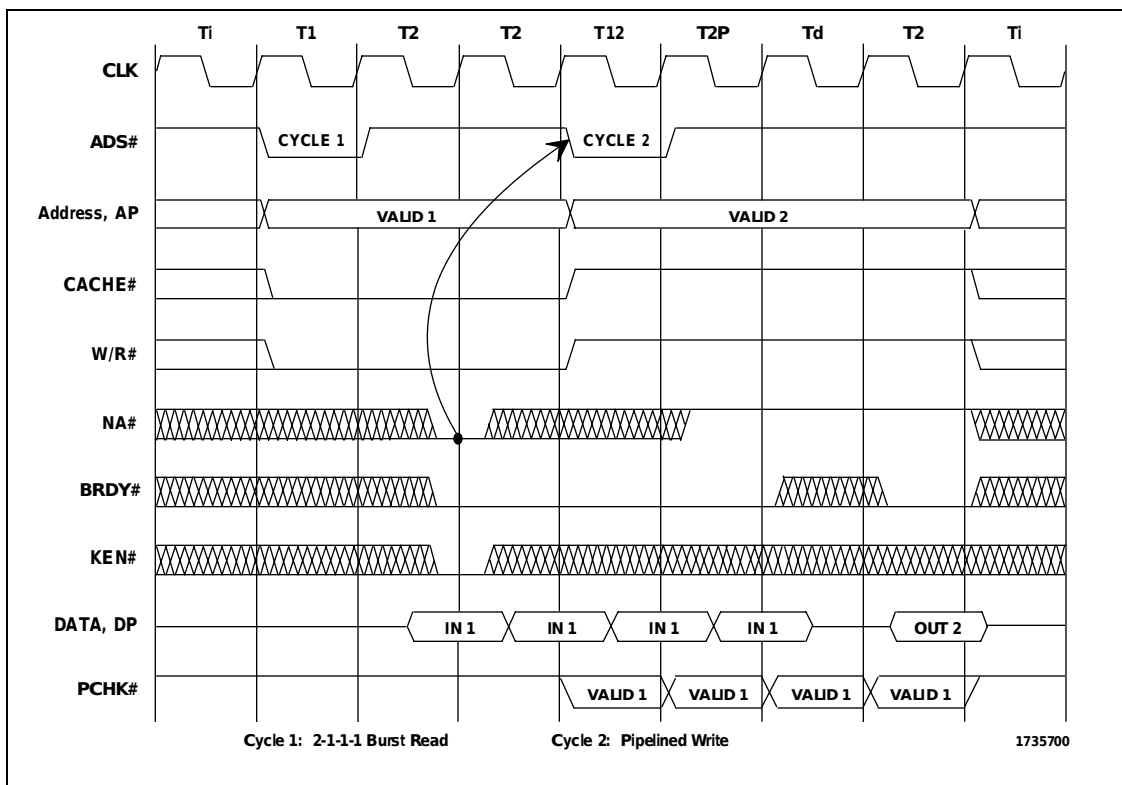 Ti T1 T2 T2 T12 T2P Td T2 Ti
CLK
ADS# CYCLE 1 CYCLE 2
Address, AP VALID 1 VALID 2
CACHE#
W/R#
NA#
BRDY#
KEN#
DATA, DP IN 1 IN 1 IN 1 IN 1 OUT 2
PCHK# VALID 1 VALID 1 VALID 1 VALID 1
Cycle 1: 2-1-1-1 Burst Read Cycle 2: Pipelined Write 1735700